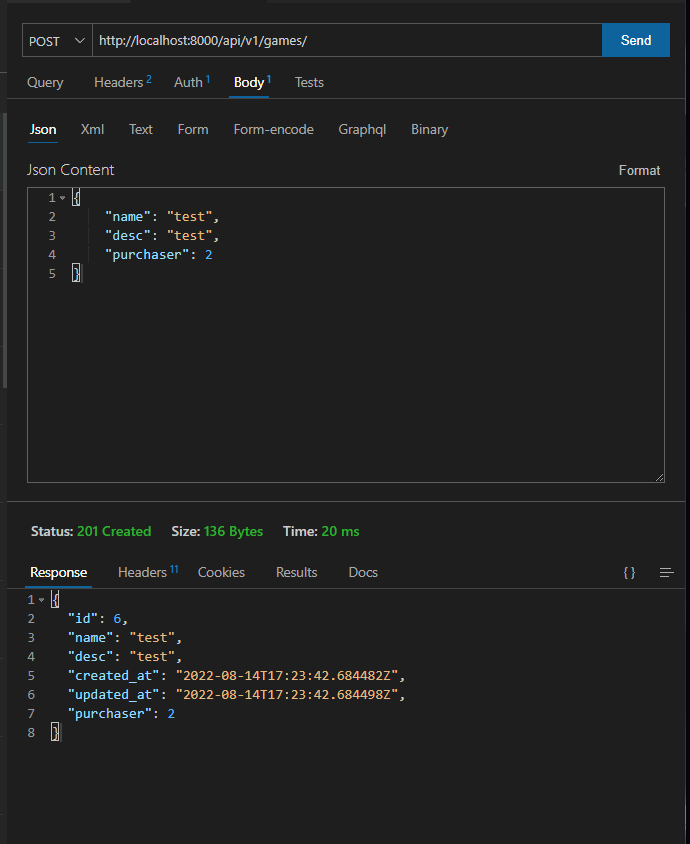 POST http://localhost:8000/api/v1/games/ Send
Query Headers 2 Auth 1 Body 1 Tests
Json Xml Text Form Form-encode Graphql Binary
Json Content Format
1 {
2 "name": "test",
3 "desc": "test",
4 "purchaser": 2
5 }
Status: 201 Created Size: 136 Bytes Time: 20 ms
Response Headers 11 Cookies Results Docs {}
1 {
2 "id": 6,
3 "name": "test",
4 "desc": "test",
5 "created_at": "2022-08-14T17:23:42.684482Z",
6 "updated_at": "2022-08-14T17:23:42.684498Z",
7 "purchaser": 2
8 }